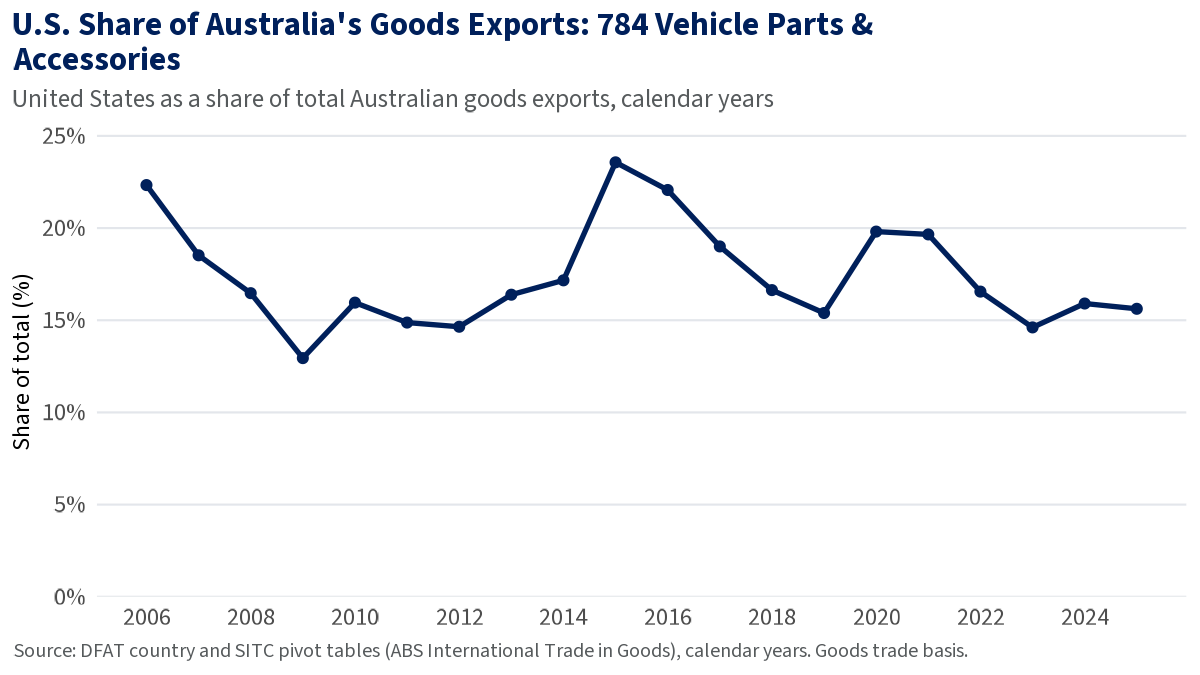 U.S. Share of Australia's Goods Exports: 784 Vehicle Parts &
Accessories
United States as a share of total Australian goods exports, calendar years
Share of total (%)
25%
20%
15%
10%
5%
0%
2006 2008 2010 2012 2014 2016 2018 2020 2022 2024
Source: DFAT country and SITC pivot tables (ABS International Trade in Goods), calendar years. Goods trade basis.